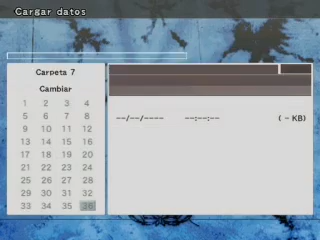 Cargar datos
Carpeta 7
Cambiar
--/--/---- --:--:-- ( - KB)
1 2 3 4
5 6 7 8
9 10 11 12
13 14 15 16
17 18 19 20
21 22 23 24
25 26 27 28
29 30 31 32
33 34 35 36